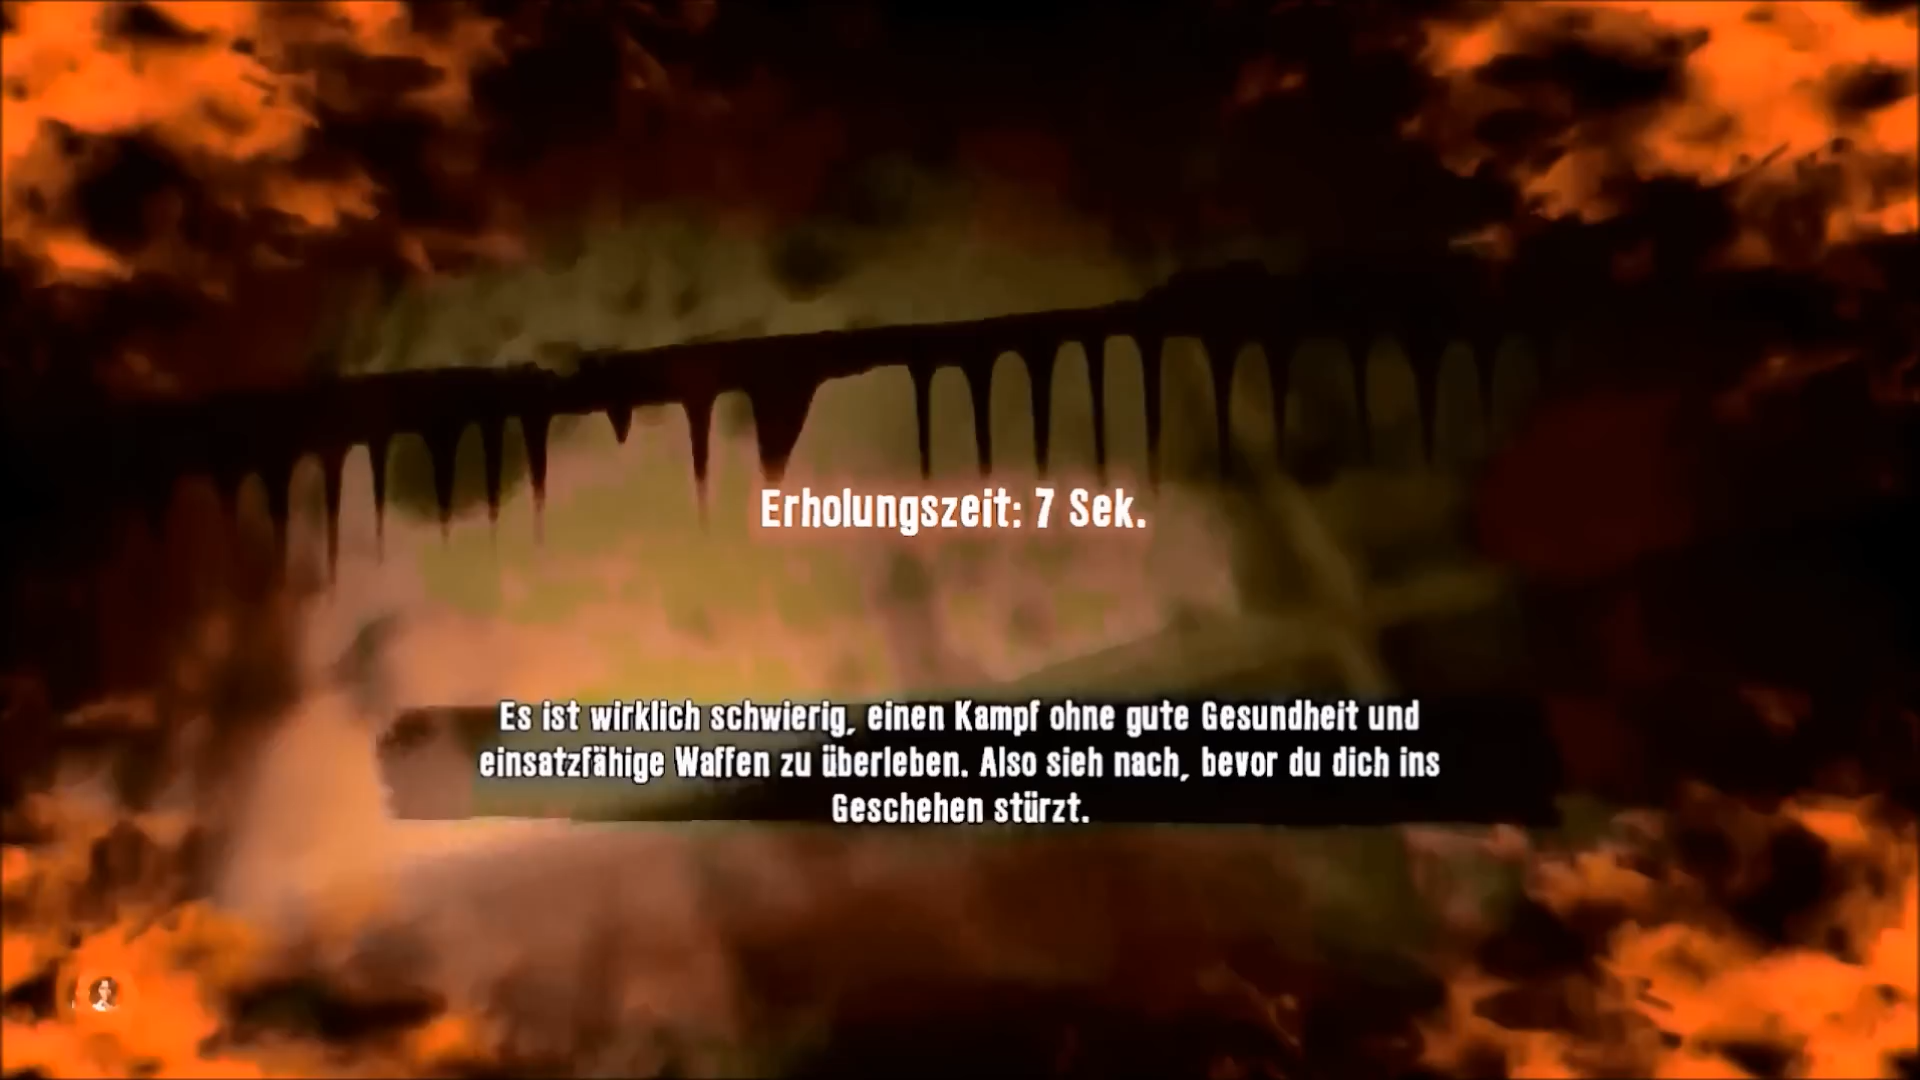 Erholungszeit: 7 Sek.
Es ist wirklich schwierig, einen Kampf ohne gute Gesundheit und
einsatzfähige Waffen zu überleben. Also sieh nach, bevor du dich ins
Geschehen stürzt.